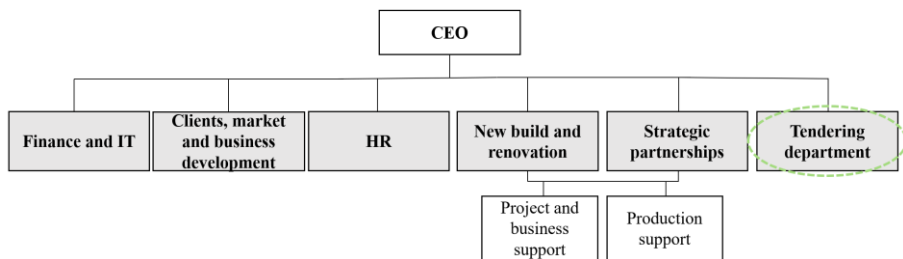 CEO
Finance and IT
Clients, market
and business
development
HR
New build and
renovation
Strategic
partnerships
Tendering
department
Project and
business
support
Production
support